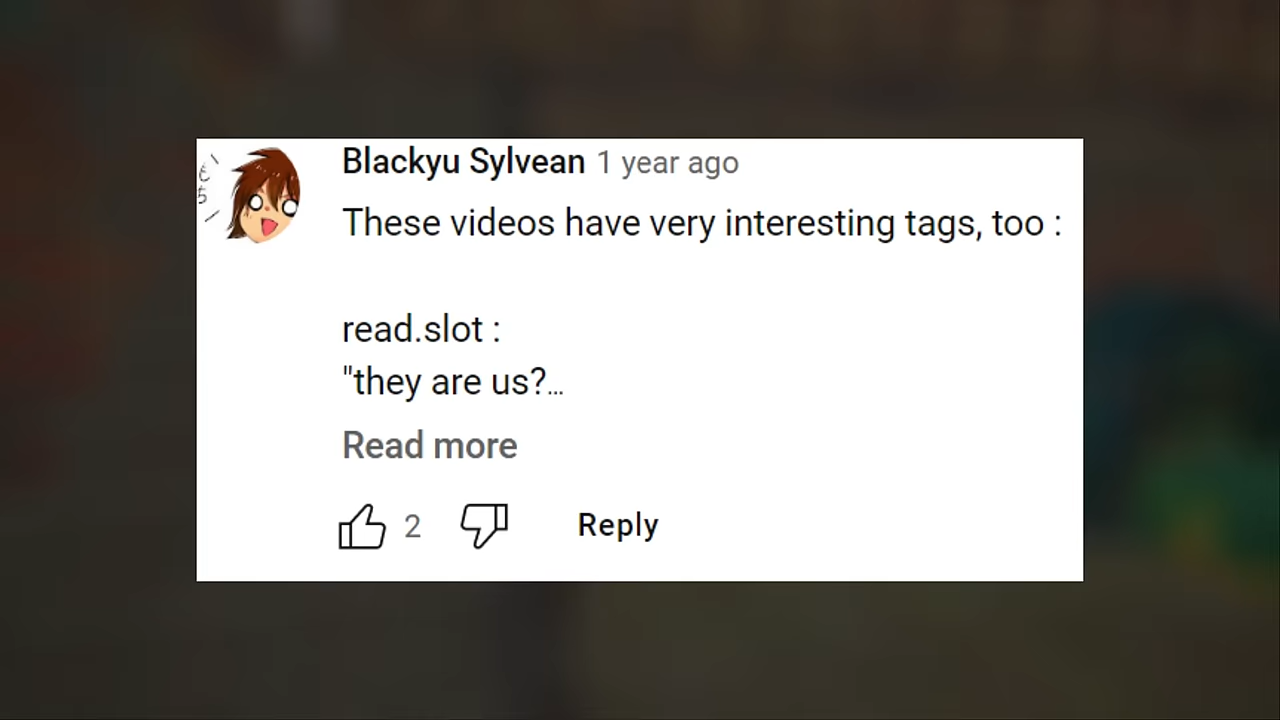 Blackyu Sylvean 1 year ago
These videos have very interesting tags, too :
read.slot :
"they are us?...
Read more
2 Reply